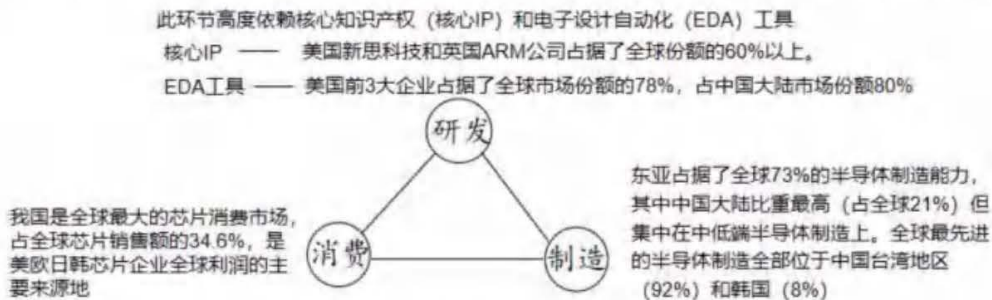 此环节高度依赖核心知识产权（核心IP）和电子设计自动化（EDA）工具
核心IP —— 美国新思科技和英国ARM公司占据了全球份额的60%以上。
EDA工具 —— 美国前3大企业占据了全球市场份额的78%，占中国大陆市场份额80%
研发
我国是全球最大的芯片消费市场，
占全球芯片销售额的34.6%，是
美欧日韩芯片企业全球利润的主
要来源地
消费
制造
东亚占据了全球73%的半导体制造能力，
其中中国大陆比重最高（占全球21%）但
集中在中低端半导体制造上。全球最先进
的半导体制造全部位于中国台湾地区
（92%）和韩国（8%）